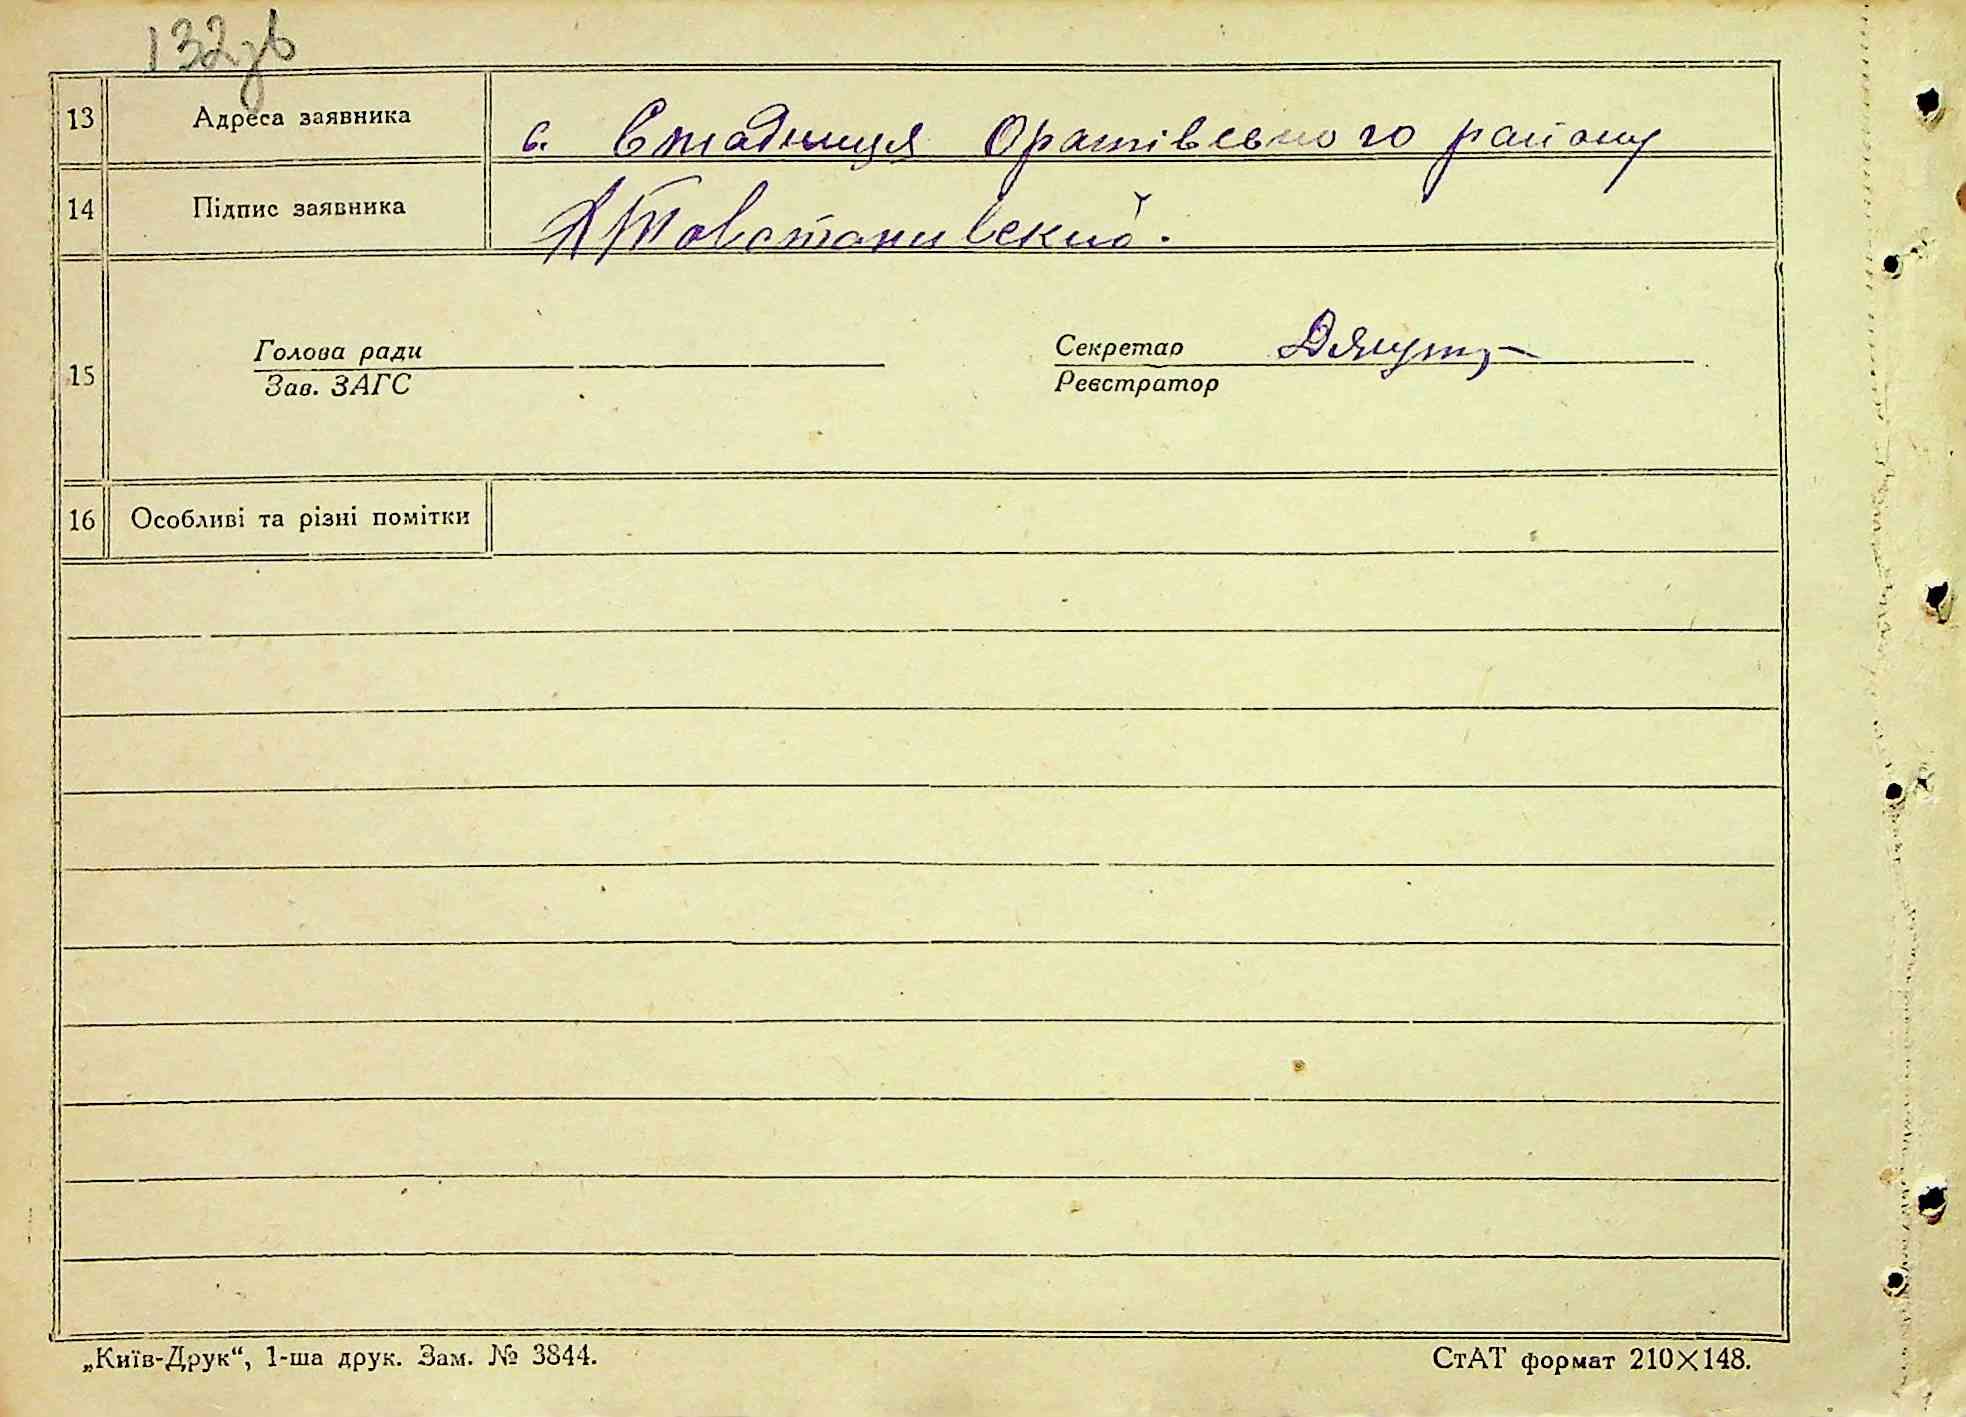 132зв
13 Адреса заявника с. Стадниця Оратівського району
14 Підпис заявника Товстановский.
15 Голова ради Секретар
Зав. ЗАГС Реєстратор
16 Особливі та різні помітки
„Київ-Друк“, 1-ша друк. Зам. № 3844. СтАТ формат 210×148.